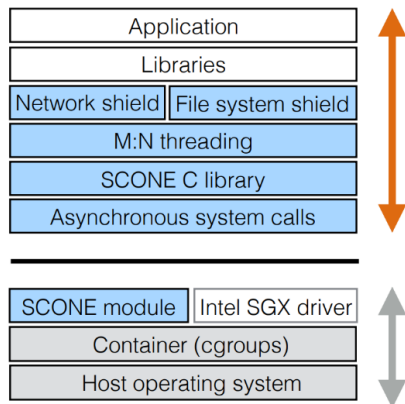 Application
Libraries
Network shield File system shield
M:N threading
SCONE C library
Asynchronous system calls
SCONE module Intel SGX driver
Container (cgroups)
Host operating system